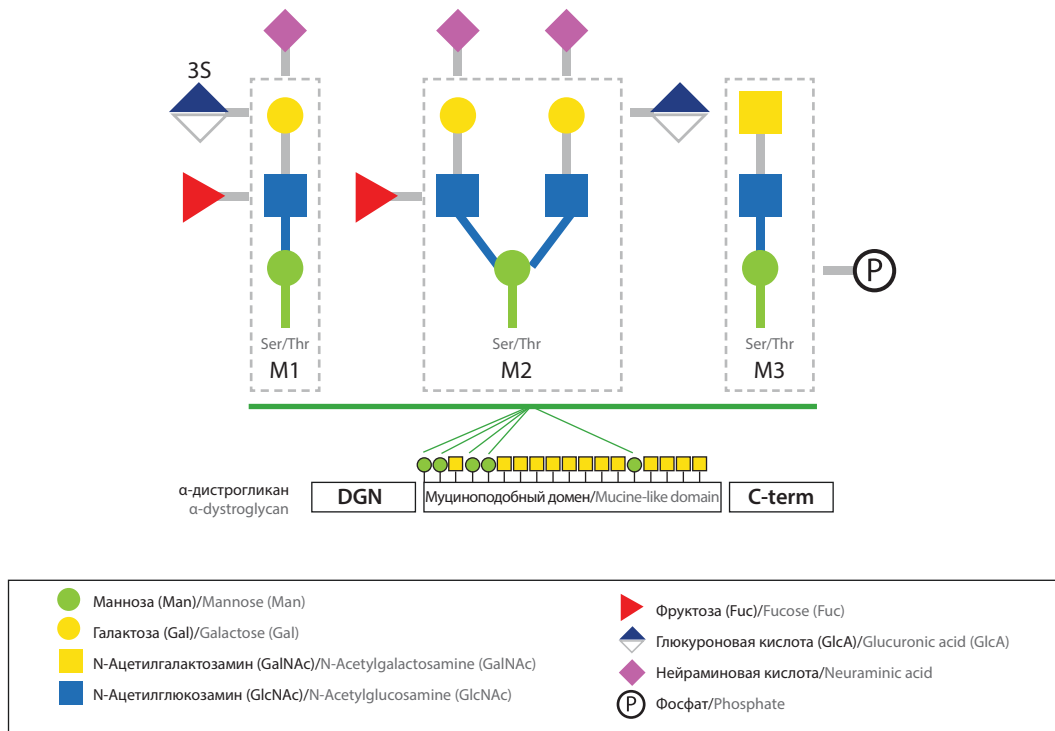 3S
P
Ser/Thr
M1
Ser/Thr
M2
Ser/Thr
M3
α-дистрогликан
α-dystroglycan
DGN
Муциноподобный домен/Mucine-like domain
C-term
Манноза (Man)/Mannose (Man)
Галактоза (Gal)/Galactose (Gal)
N-Ацетилгалактозамин (GalNAc)/N-Acetylgalactosamine (GalNAc)
N-Ацетилглюкозамин (GlcNAc)/N-Acetylglucosamine (GlcNAc)
Фруктоза (Fuc)/Fucose (Fuc)
Глюкуроновая кислота (GlcA)/Glucuronic acid (GlcA)
Нейраминовая кислота/Neuraminic acid
P Фосфат/Phosphate